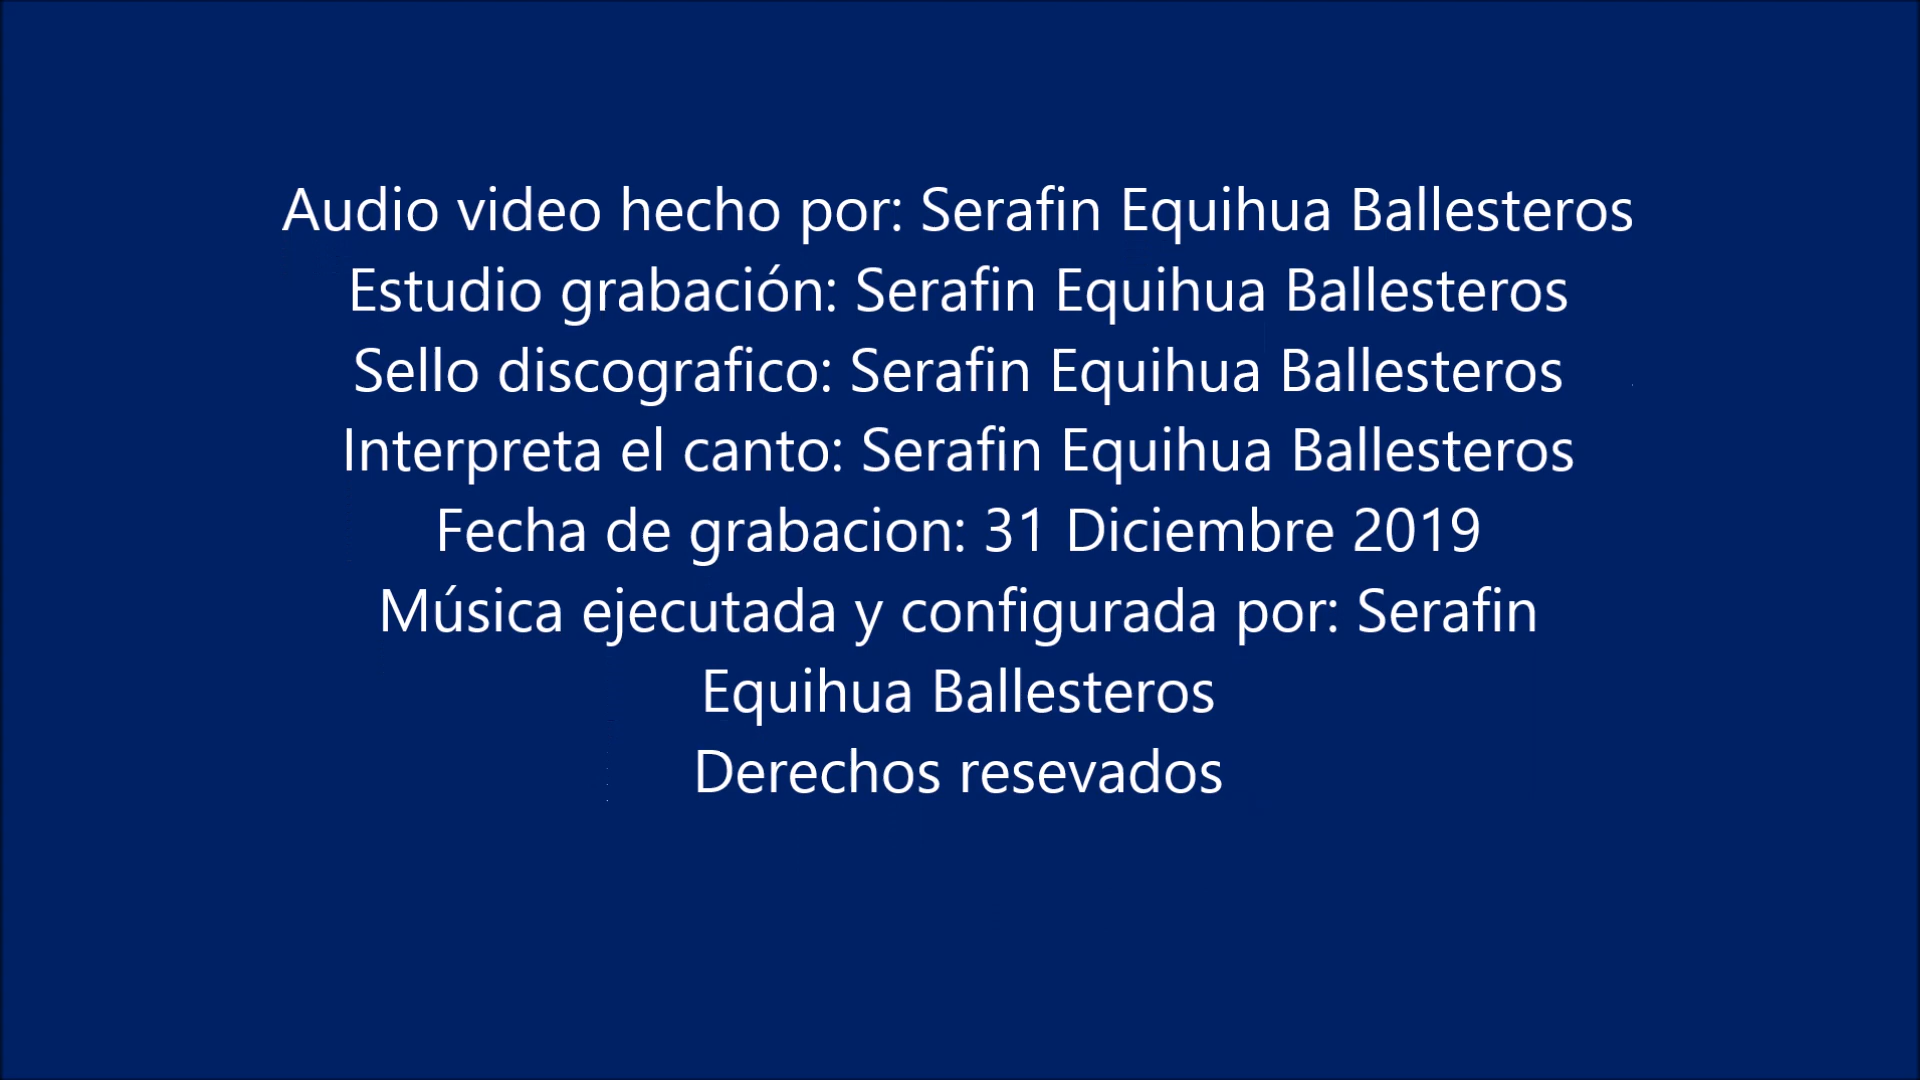 Audio video hecho por: Serafin Equihua Ballesteros
Estudio grabación: Serafin Equihua Ballesteros
Sello discografico: Serafin Equihua Ballesteros
Interpreta el canto: Serafin Equihua Ballesteros
Fecha de grabacion: 31 Diciembre 2019
Música ejecutada y configurada por: Serafin
Equihua Ballesteros
Derechos resevados